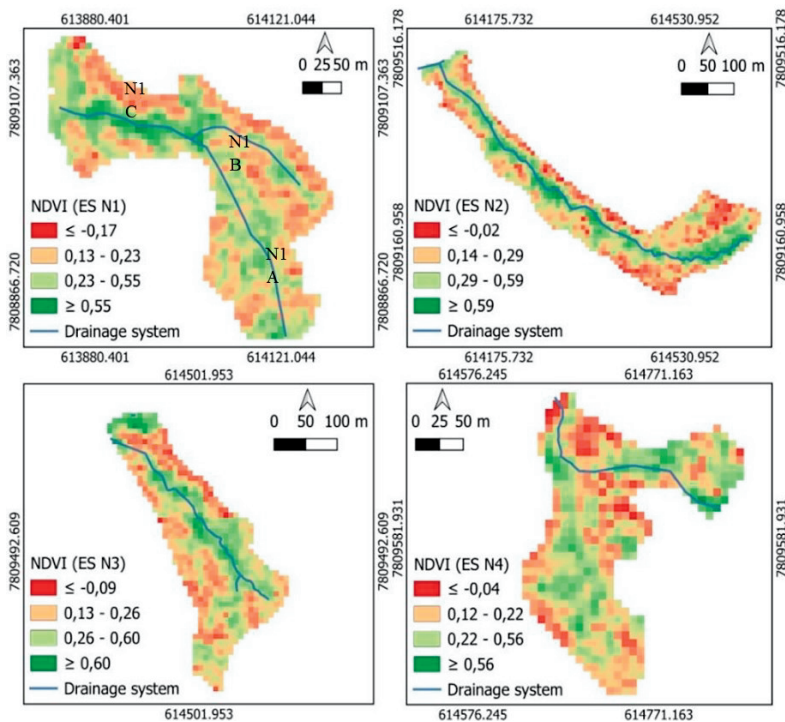 613880.401 614121.044
614175.732 614530.952
7809107.363
7808866.720
N1
C
N1
B
N1
A
0 25 50 m
NDVI (ES N1)
≤ -0,17
0,13 - 0,23
0,23 - 0,55
≥ 0,55
Drainage system
7809107.363
7808866.720
613880.401 614121.044
7809516.178
7809160.958
0 50 100 m
NDVI (ES N2)
≤ -0,02
0,14 - 0,29
0,29 - 0,59
≥ 0,59
Drainage system
7809516.178
7809160.958
614175.732 614530.952
614501.953
614576.245 614771.163
7809492.609
0 50 100 m
NDVI (ES N3)
≤ -0,09
0,13 - 0,26
0,26 - 0,60
≥ 0,60
Drainage system
7809492.609
614501.953
7809581.931
0 25 50 m
NDVI (ES N4)
≤ -0,04
0,12 - 0,22
0,22 - 0,56
≥ 0,56
Drainage system
7809581.931
614576.245 614771.163